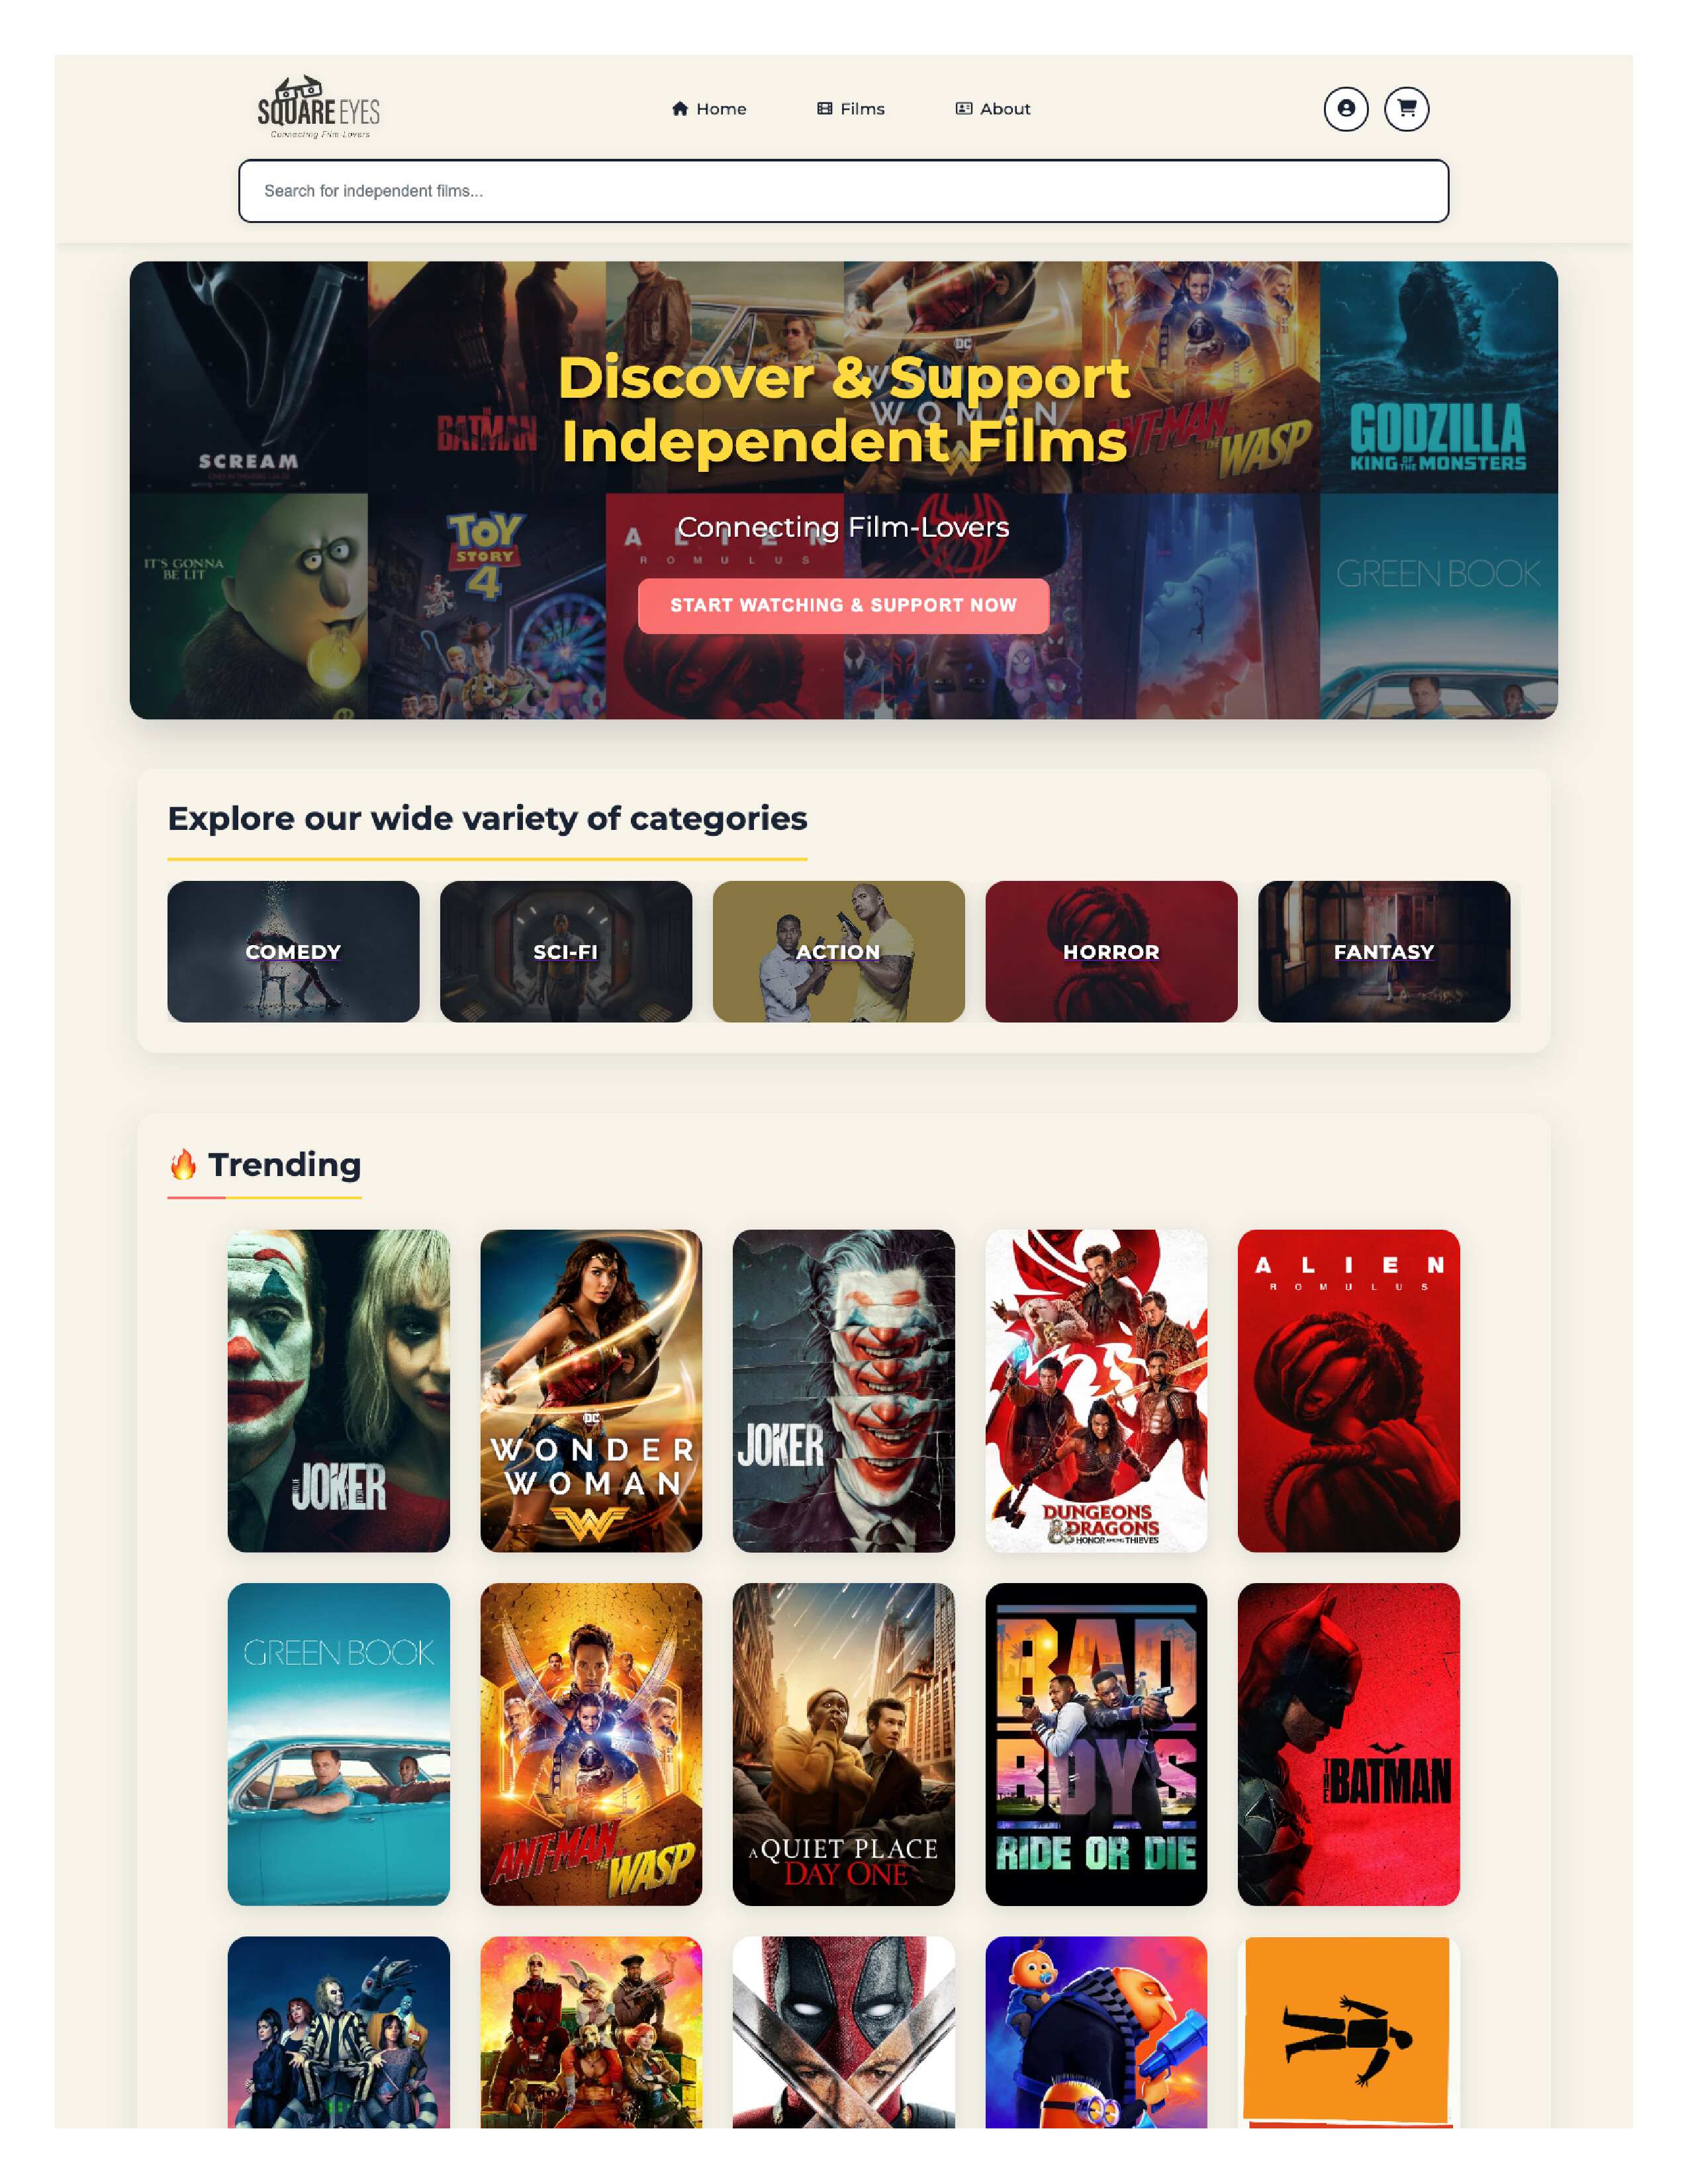 SQUARE EYES
Connecting Film-Lovers
Home
Films
About
Search for independent films...
SCREAM
BATMAN
DC
WOMAN
ANT-MAN
THE WASP
GODZILLA
KING OF THE MONSTERS
Discover & Support
Independent Films
IT'S GONNA
BE LIT
TOY
STORY
4
ALIEN
ROMULUS
GREEN BOOK
Connecting Film-Lovers
START WATCHING & SUPPORT NOW
Explore our wide variety of categories
COMEDY
SCI-FI
ACTION
HORROR
FANTASY
🔥 Trending
JOKER
DC
WONDER
WOMAN
JOKER
DUNGEONS
& DRAGONS
HONOR AMONG THIEVES
ALIEN
ROMULUS
GREEN BOOK
ANT-MAN
THE WASP
A QUIET PLACE
DAY ONE
BAD
BOYS
RIDE OR DIE
THE BATMAN